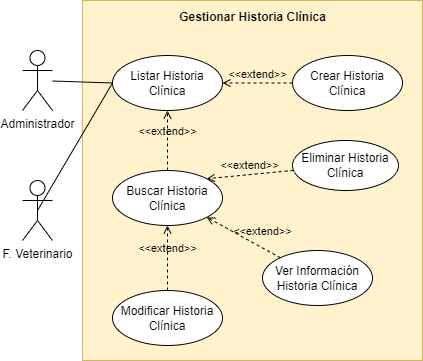 Gestionar Historia Clínica
Listar Historia
Clínica
<<extend>>
Crear Historia
Clínica
Administrador
<<extend>>
Eliminar Historia
Clínica
<<extend>>
Buscar Historia
Clínica
F. Veterinario
<<extend>>
<<extend>>
Ver Información
Historia Clínica
Modificar Historia
Clínica